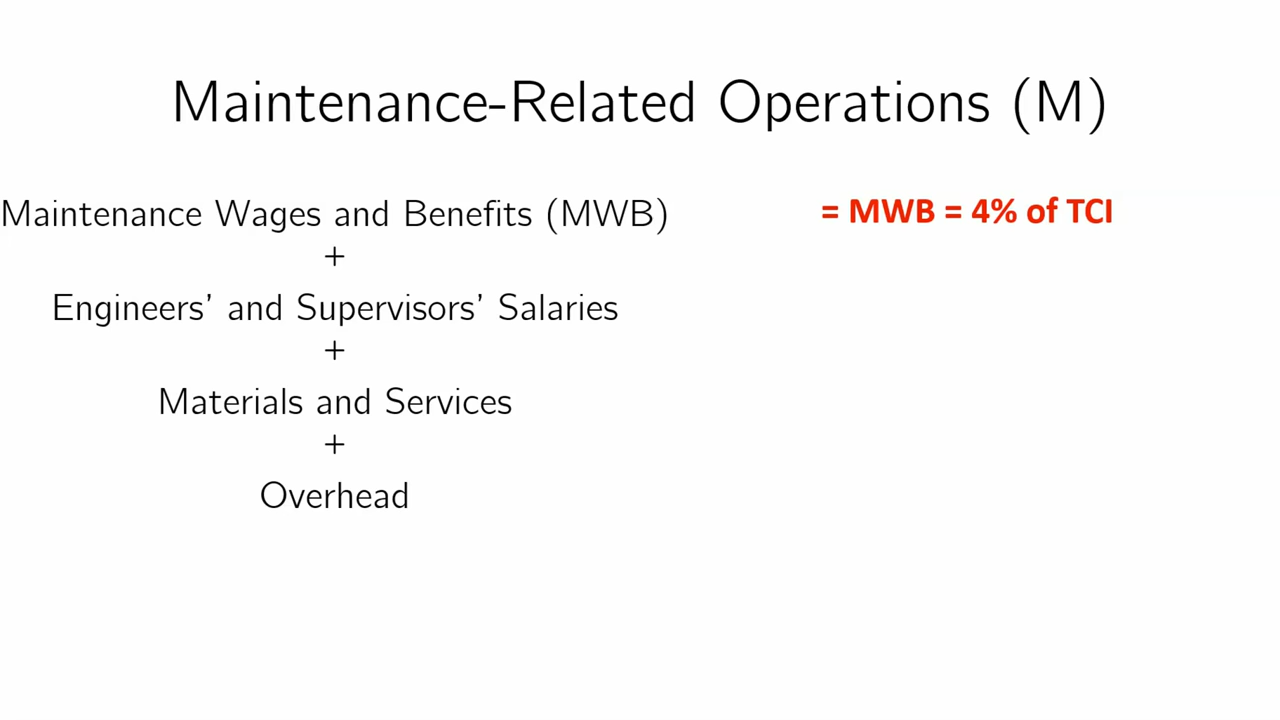 Maintenance-Related Operations (M)
Maintenance Wages and Benefits (MWB) = MWB = 4% of TCI
+
Engineers' and Supervisors' Salaries
+
Materials and Services
+
Overhead